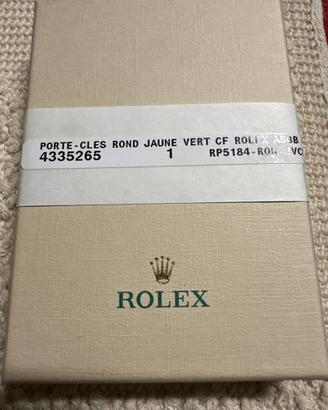 PORTE-CLES ROND JAUNE VERT CF
4335265 1
ROLEX